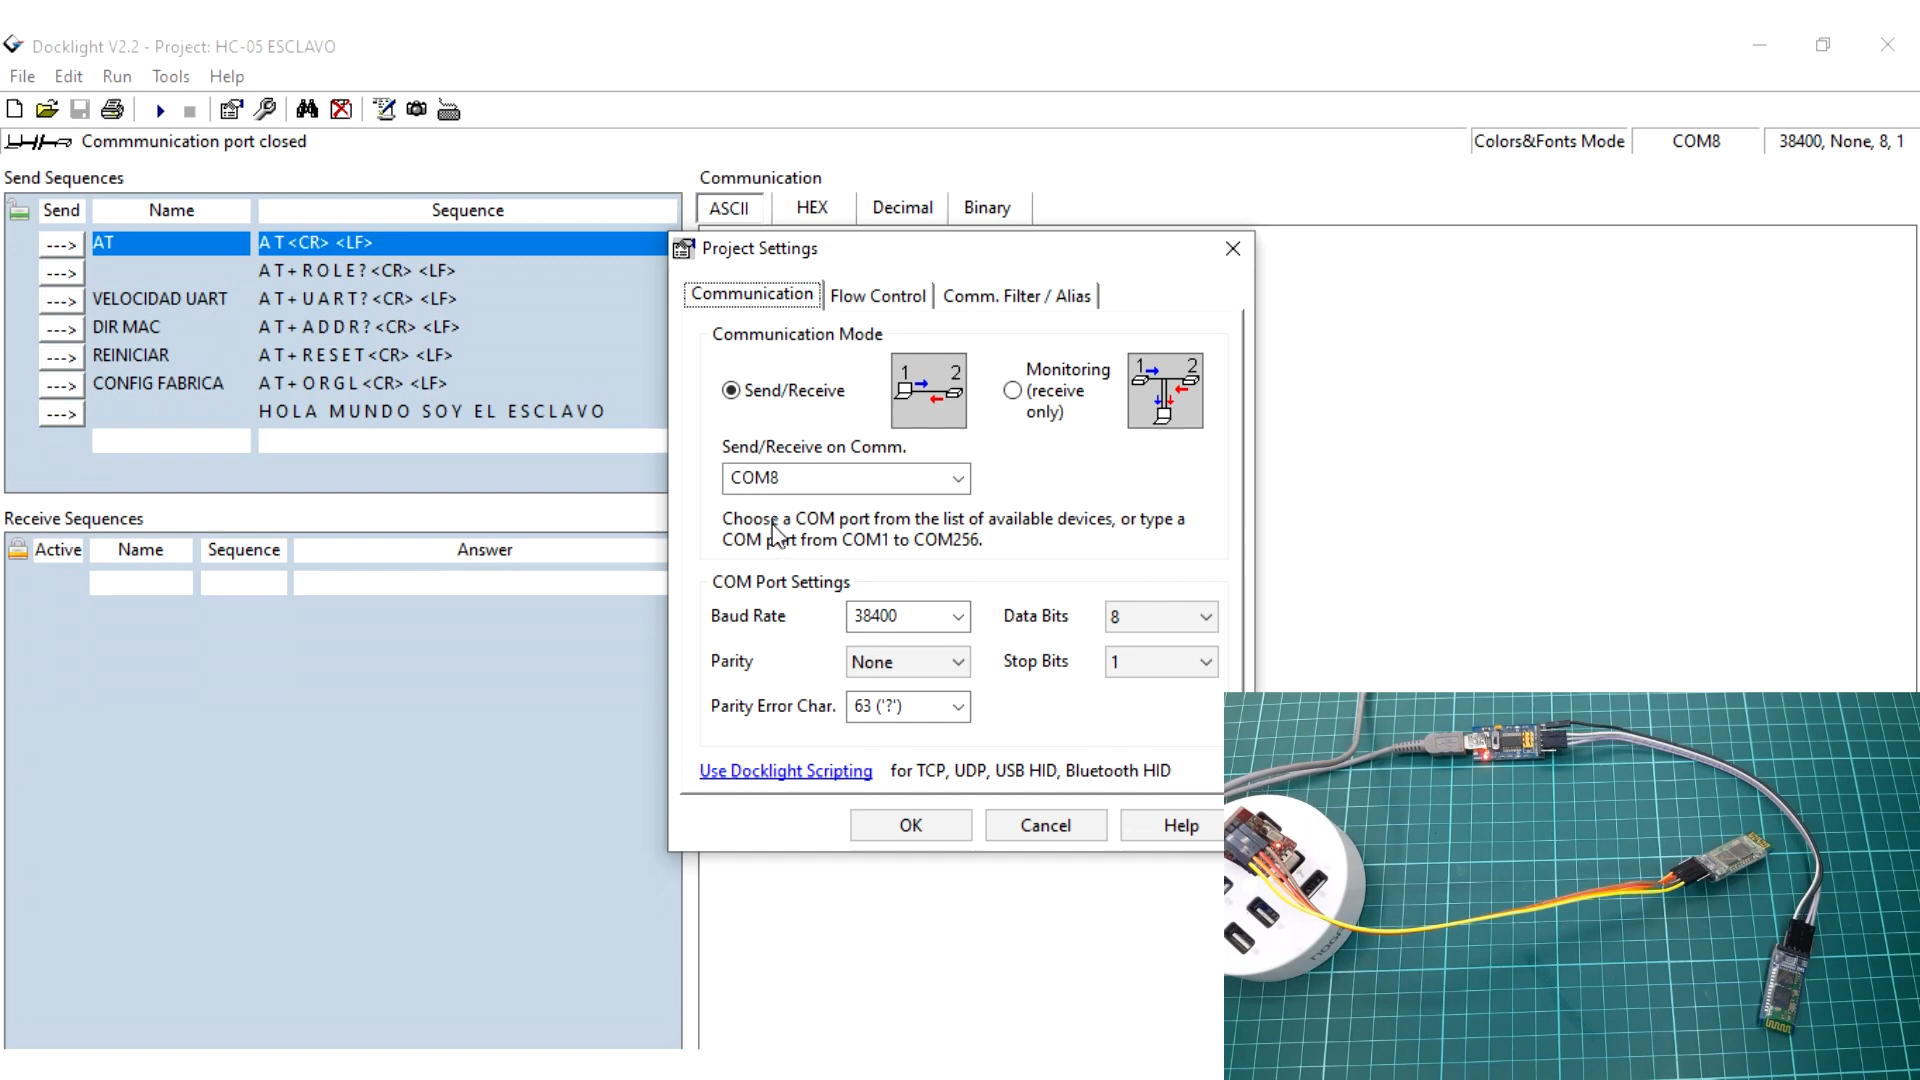 Docklight V2.2 - Project: HC-05 ESCLAVO
File Edit Run Tools Help
Commmunication port closed
Colors&Fonts Mode COM8 38400, None, 8, 1
Send Sequences
Send Name Sequence
---> AT A T <CR> <LF>
---> A T + R O L E ? <CR> <LF>
---> VELOCIDAD UART A T + U A R T ? <CR> <LF>
---> DIR MAC A T + A D D R ? <CR> <LF>
---> REINICIAR A T + R E S E T <CR> <LF>
---> CONFIG FABRICA A T + O R G L <CR> <LF>
---> H O L A M U N D O S O Y E L E S C L A V O
Communication
ASCII HEX Decimal Binary
Receive Sequences
Active Name Sequence Answer
Project Settings
Communication Flow Control Comm. Filter / Alias
Communication Mode
Send/Receive
1 2
Monitoring
(receive
only)
1 2
Send/Receive on Comm.
COM8
Choose a COM port from the list of available devices, or type a
COM port from COM1 to COM256.
COM Port Settings
Baud Rate 38400 Data Bits 8
Parity None Stop Bits 1
Parity Error Char. 63 ('?')
Use Docklight Scripting for TCP, UDP, USB HID, Bluetooth HID
OK Cancel Help